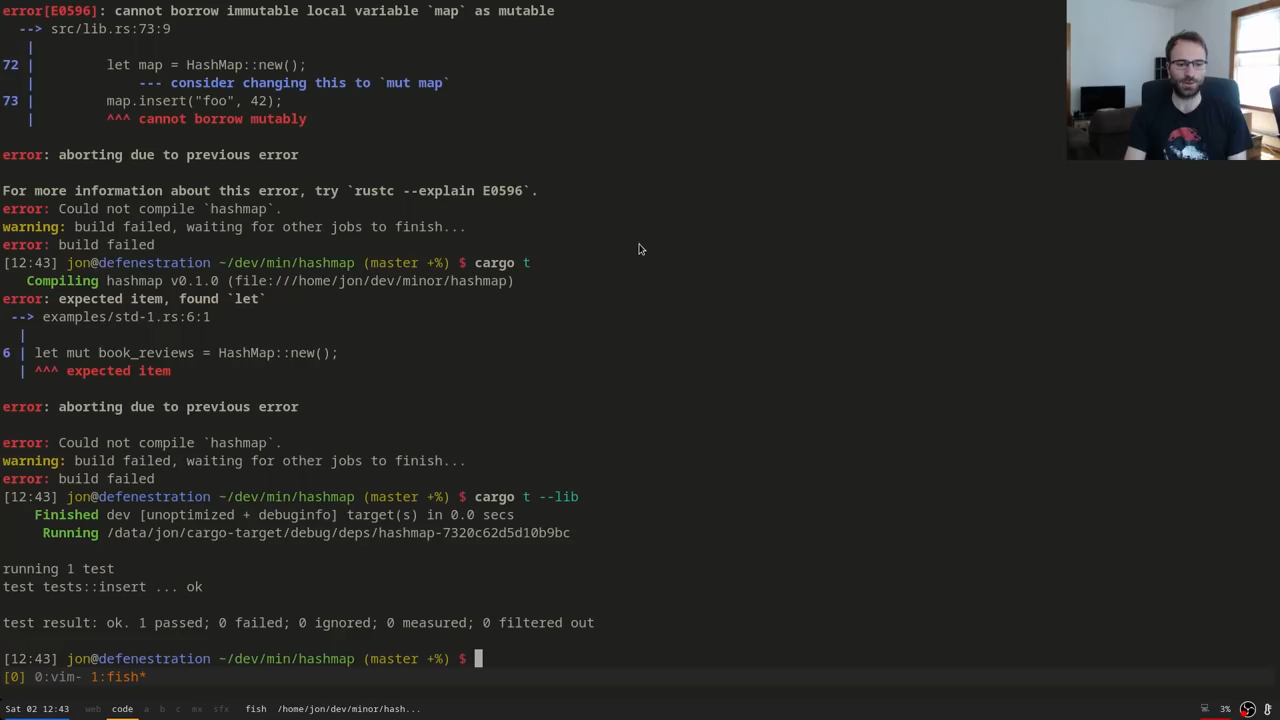 error[E0596]: cannot borrow immutable local variable `map` as mutable
  --> src/lib.rs:73:9
   |
72 |         let map = HashMap::new();
   |             --- consider changing this to `mut map`
73 |         map.insert("foo", 42);
   |         ^^^ cannot borrow mutably

error: aborting due to previous error

For more information about this error, try `rustc --explain E0596`.
error: Could not compile `hashmap`.
warning: build failed, waiting for other jobs to finish...
error: build failed
[12:43] jon@defenestration ~/dev/min/hashmap (master +%) $ cargo t
   Compiling hashmap v0.1.0 (file:///home/jon/dev/minor/hashmap)
error: expected item, found `let`
 --> examples/std-1.rs:6:1
  |
6 | let mut book_reviews = HashMap::new();
  | ^^^ expected item

error: aborting due to previous error

error: Could not compile `hashmap`.
warning: build failed, waiting for other jobs to finish...
error: build failed
[12:43] jon@defenestration ~/dev/min/hashmap (master +%) $ cargo t --lib
    Finished dev [unoptimized + debuginfo] target(s) in 0.0 secs
     Running /data/jon/cargo-target/debug/deps/hashmap-7320c62d5d10b9bc

running 1 test
test tests::insert ... ok

test result: ok. 1 passed; 0 failed; 0 ignored; 0 measured; 0 filtered out

[12:43] jon@defenestration ~/dev/min/hashmap (master +%) $
[0] 0:vim- 1:fish*
Sat 02 12:43 web code a b c mx sfx fish /home/jon/dev/minor/hash... 3%